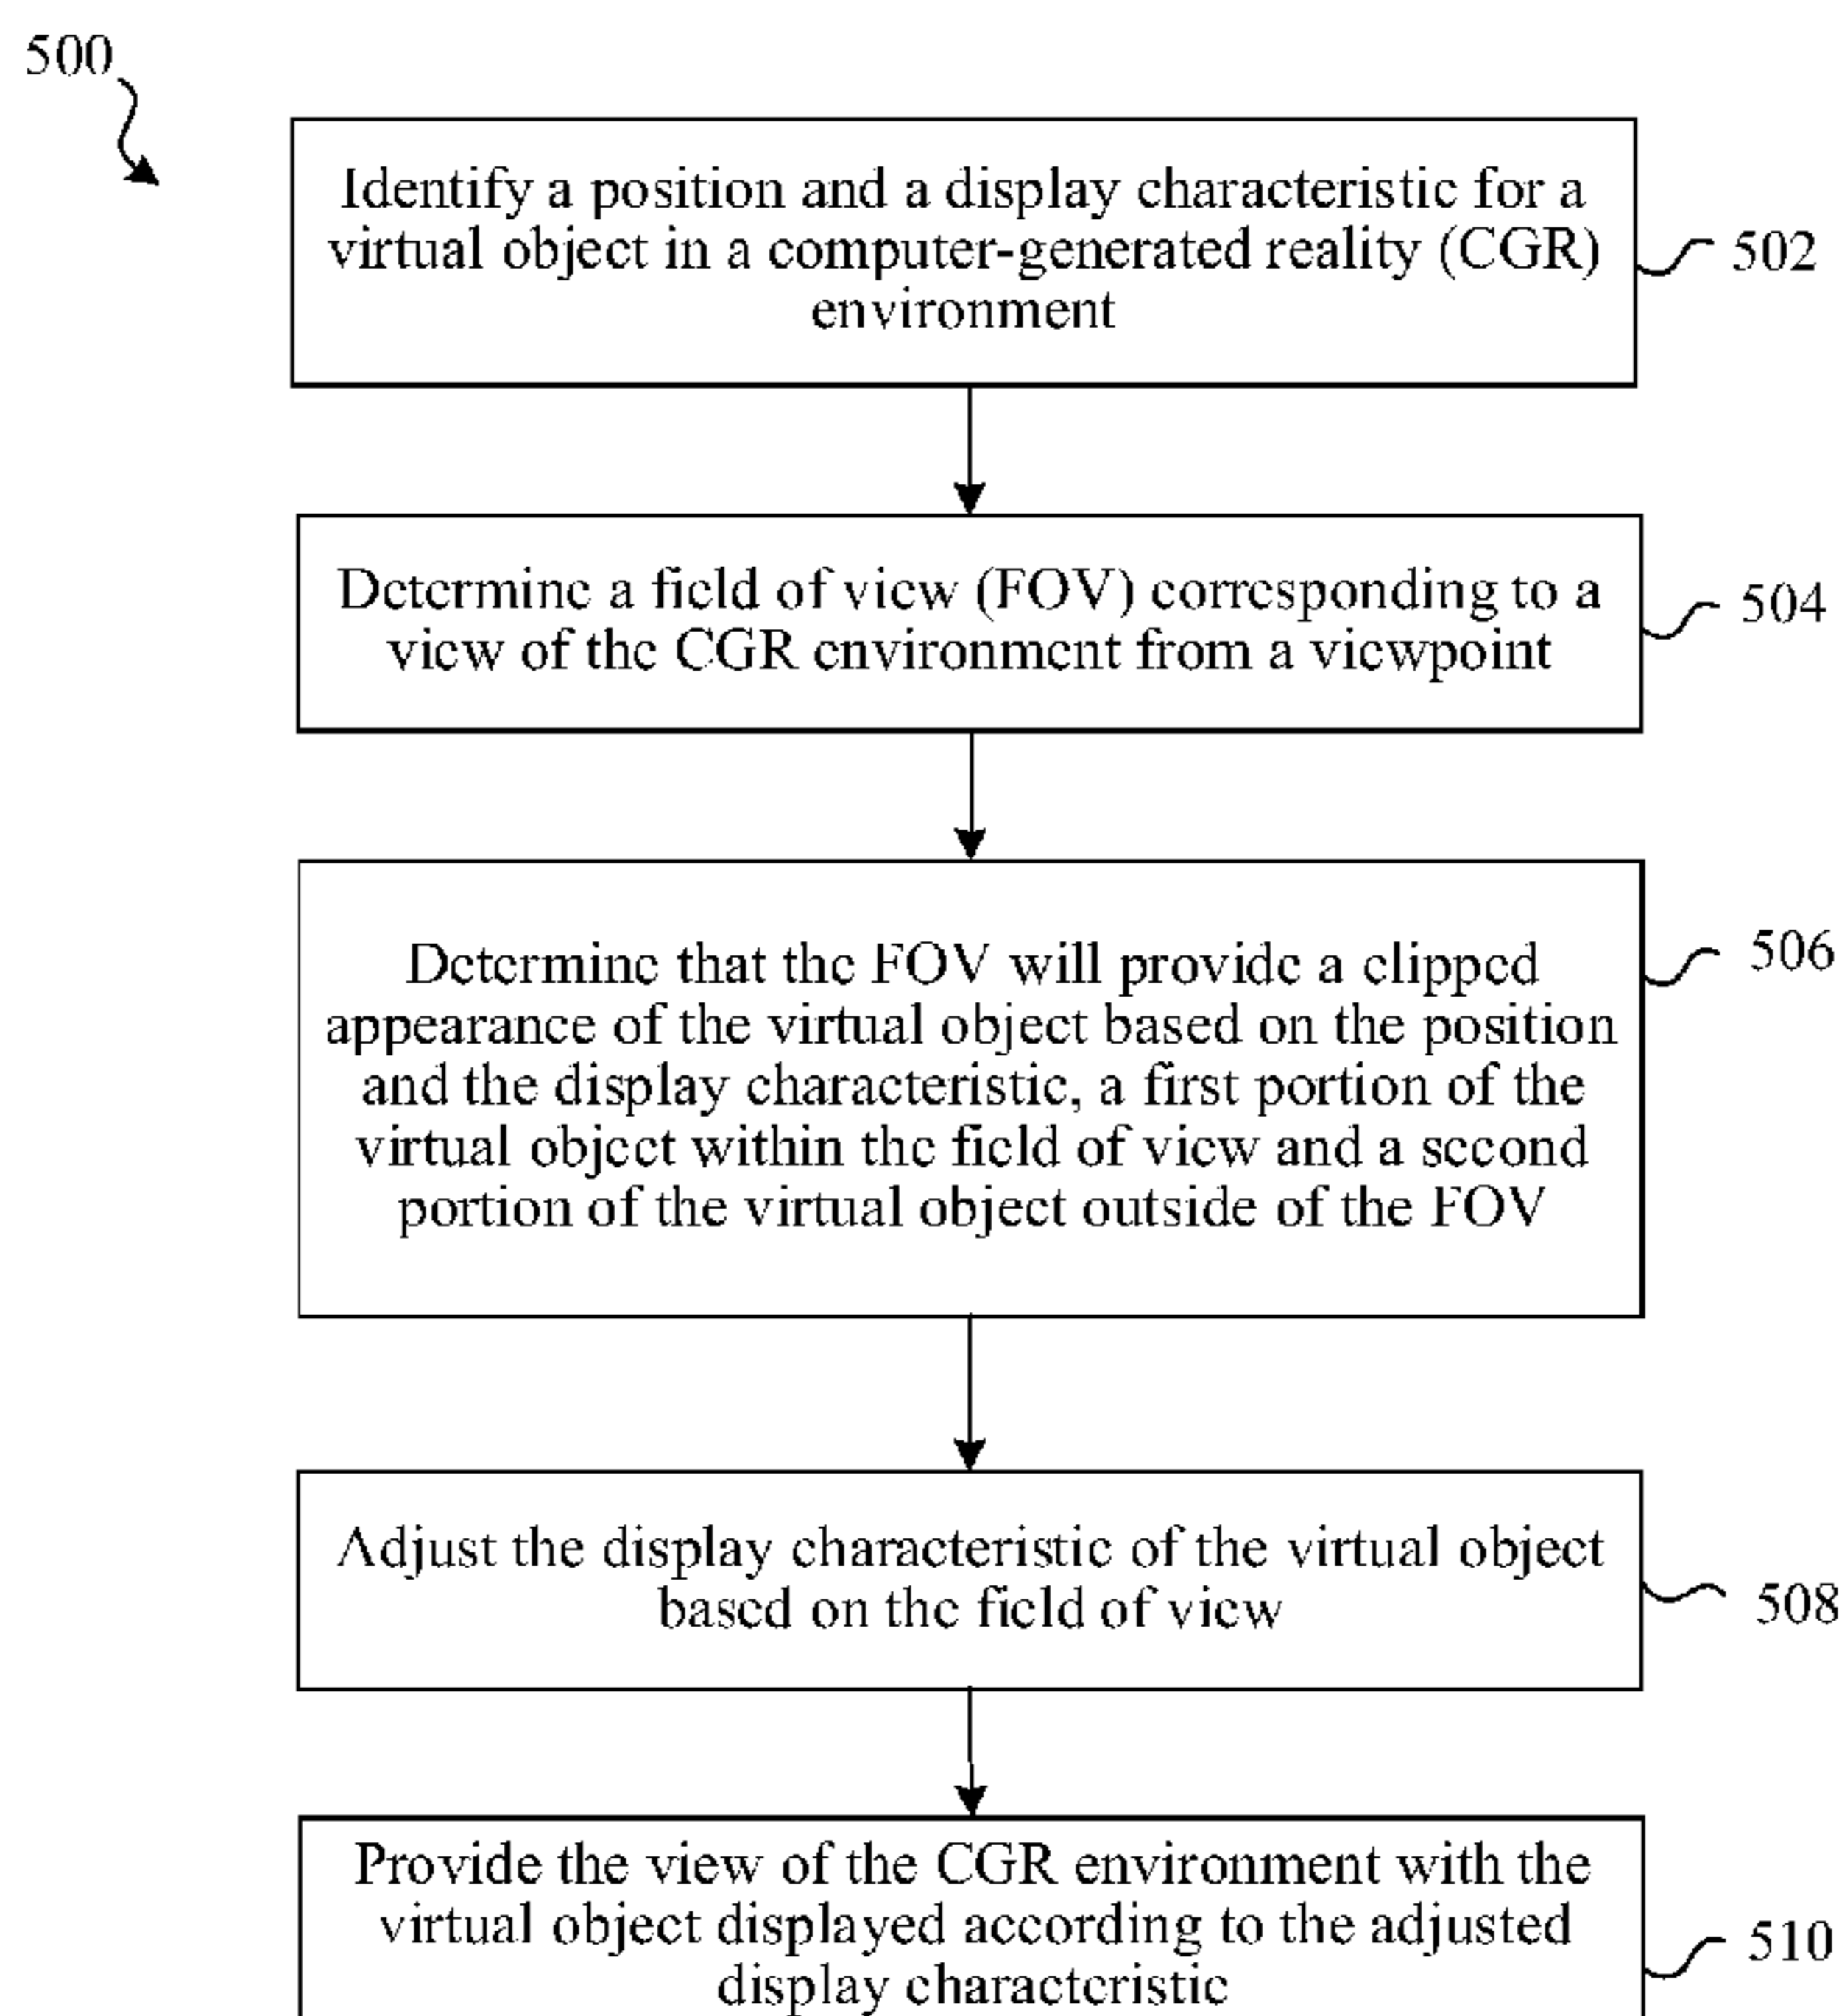 500
Identify a position and a display characteristic for a
virtual object in a computer-generated reality (CGR)
environment
502
Determine a field of view (FOV) corresponding to a
view of the CGR environment from a viewpoint
504
Determine that the FOV will provide a clipped
appearance of the virtual object based on the position
and the display characteristic, a first portion of the
virtual object within the field of view and a second
portion of the virtual object outside of the FOV
506
Adjust the display characteristic of the virtual object
based on the field of view
508
Provide the view of the CGR environment with the
virtual object displayed according to the adjusted
display characteristic
510